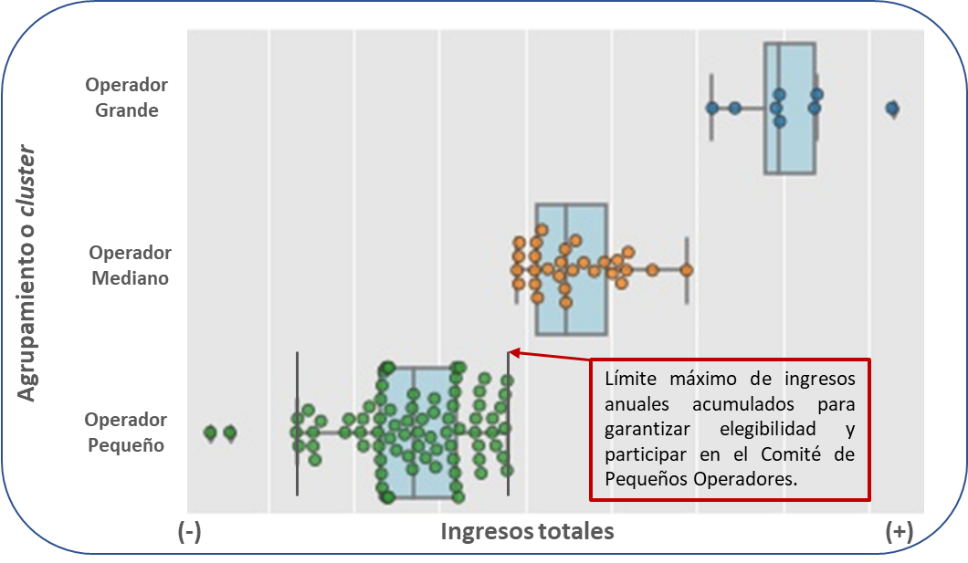 Operador
Grande
Agrupamiento o cluster
Operador
Mediano
Operador
Pequeño
Límite máximo de ingresos
anuales acumulados para
garantizar elegibilidad y
participar en el Comité de
Pequeños Operadores.
(-)
Ingresos totales
(+)